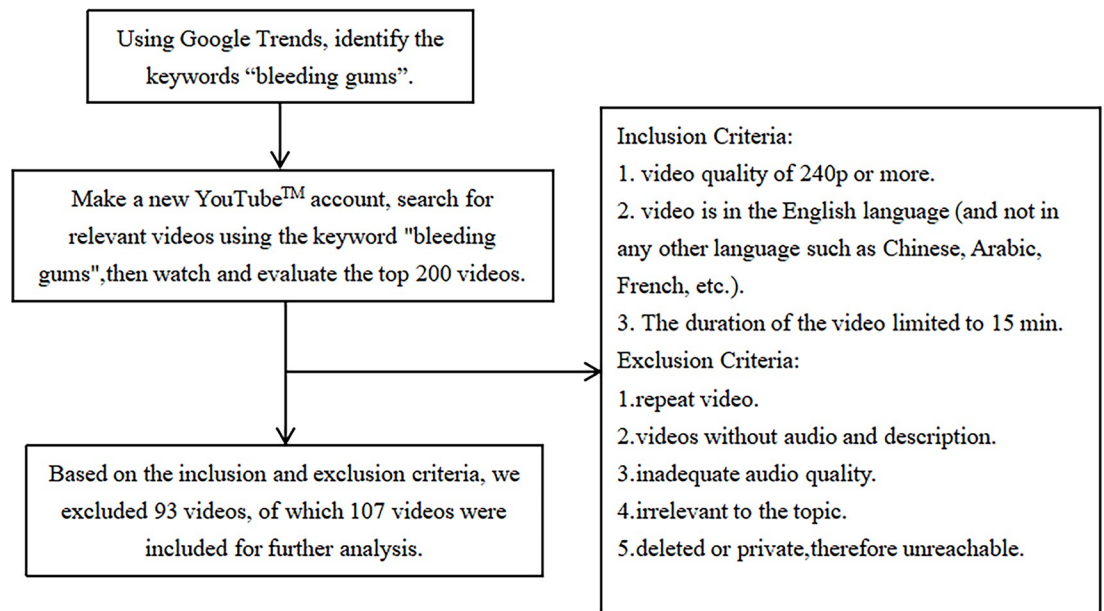 Using Google Trends, identify the
keywords “bleeding gums”.
Make a new YouTube™ account, search for
relevant videos using the keyword "bleeding
gums",then watch and evaluate the top 200 videos.
Based on the inclusion and exclusion criteria, we
excluded 93 videos, of which 107 videos were
included for further analysis.
Inclusion Criteria:
1. video quality of 240p or more.
2. video is in the English language (and not in
any other language such as Chinese, Arabic,
French, etc.).
3. The duration of the video limited to 15 min.
Exclusion Criteria:
1.repeat video.
2.videos without audio and description.
3.inadequate audio quality.
4.irrelevant to the topic.
5.deleted or private,therefore unreachable.